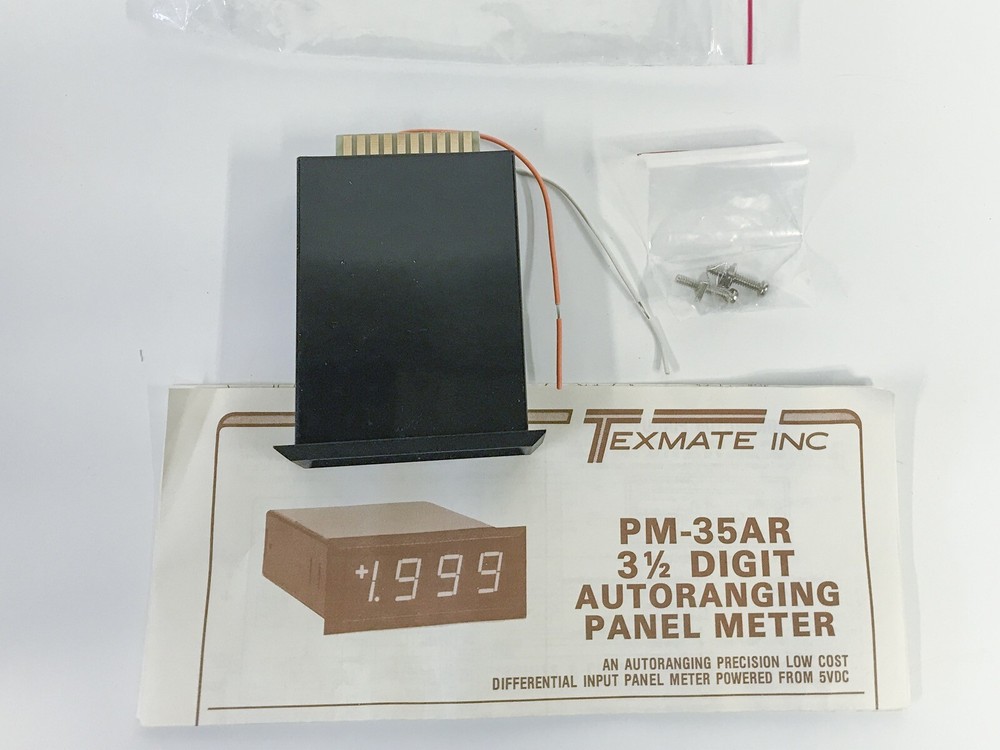 TEXMATE INC
+1.999
PM-35AR
3½ DIGIT
AUTORANGING
PANEL METER
AN AUTORANGING PRECISION LOW COST
DIFFERENTIAL INPUT PANEL METER POWERED FROM 5VDC